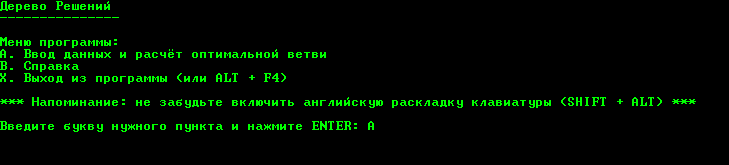 Дерево Решений
---------------
Меню программы:
A. Ввод данных и расчёт оптимальной ветви
B. Справка
X. Выход из программы (или ALT + F4)
*** Напоминание: не забудьте включить английскую раскладку клавиатуры (SHIFT + ALT) ***
Введите букву нужного пункта и нажмите ENTER: A